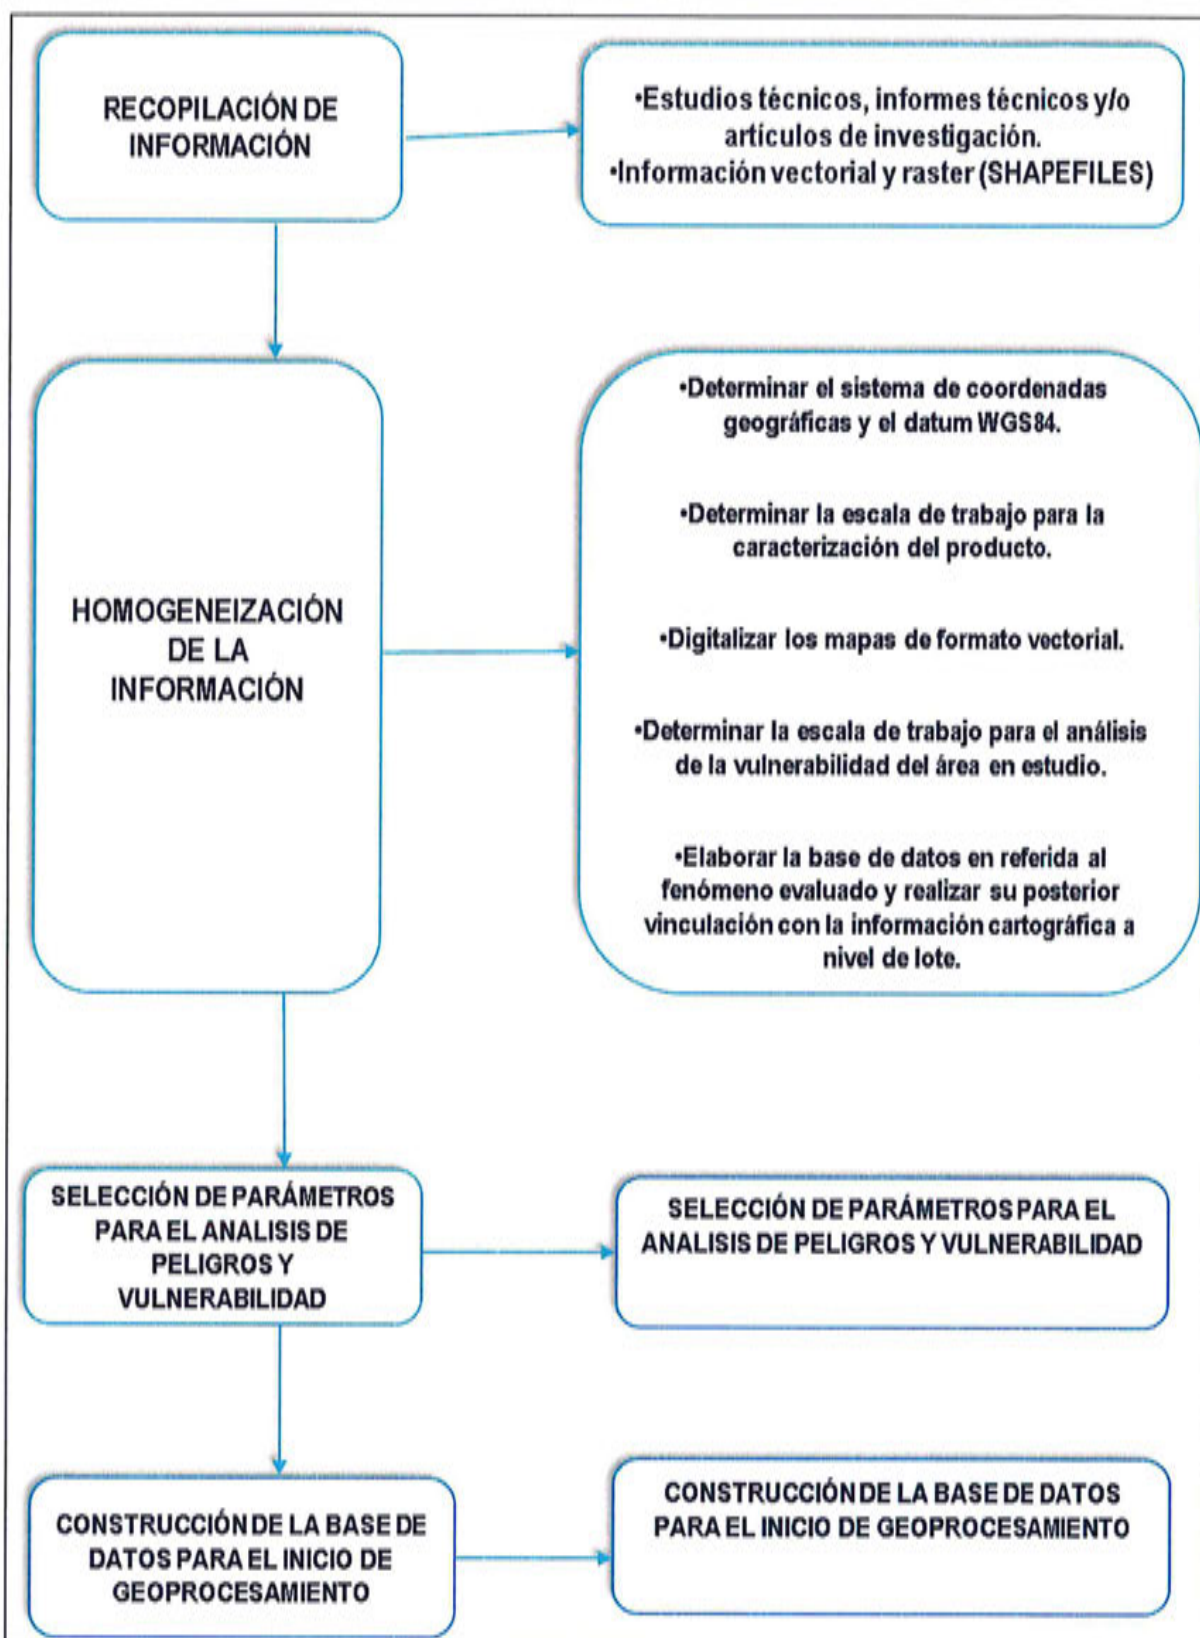 RECOPILACIÓN DE
INFORMACIÓN
•Estudios técnicos, informes técnicos y/o
artículos de investigación.
•Información vectorial y raster (SHAPEFILES)
HOMOGENEIZACIÓN
DE LA
INFORMACIÓN
•Determinar el sistema de coordenadas
geográficas y el datum WGS84.
•Determinar la escala de trabajo para la
caracterización del producto.
•Digitalizar los mapas de formato vectorial.
•Determinar la escala de trabajo para el análisis
de la vulnerabilidad del área en estudio.
•Elaborar la base de datos en referida al
fenómeno evaluado y realizar su posterior
vinculación con la información cartográfica a
nivel de lote.
SELECCIÓN DE PARÁMETROS
PARA EL ANALISIS DE
PELIGROS Y
VULNERABILIDAD
SELECCIÓN DE PARÁMETROS PARA EL
ANALISIS DE PELIGROS Y VULNERABILIDAD
CONSTRUCCIÓN DE LA BASE DE
DATOS PARA EL INICIO DE
GEOPROCESAMIENTO
CONSTRUCCIÓN DE LA BASE DE DATOS
PARA EL INICIO DE GEOPROCESAMIENTO